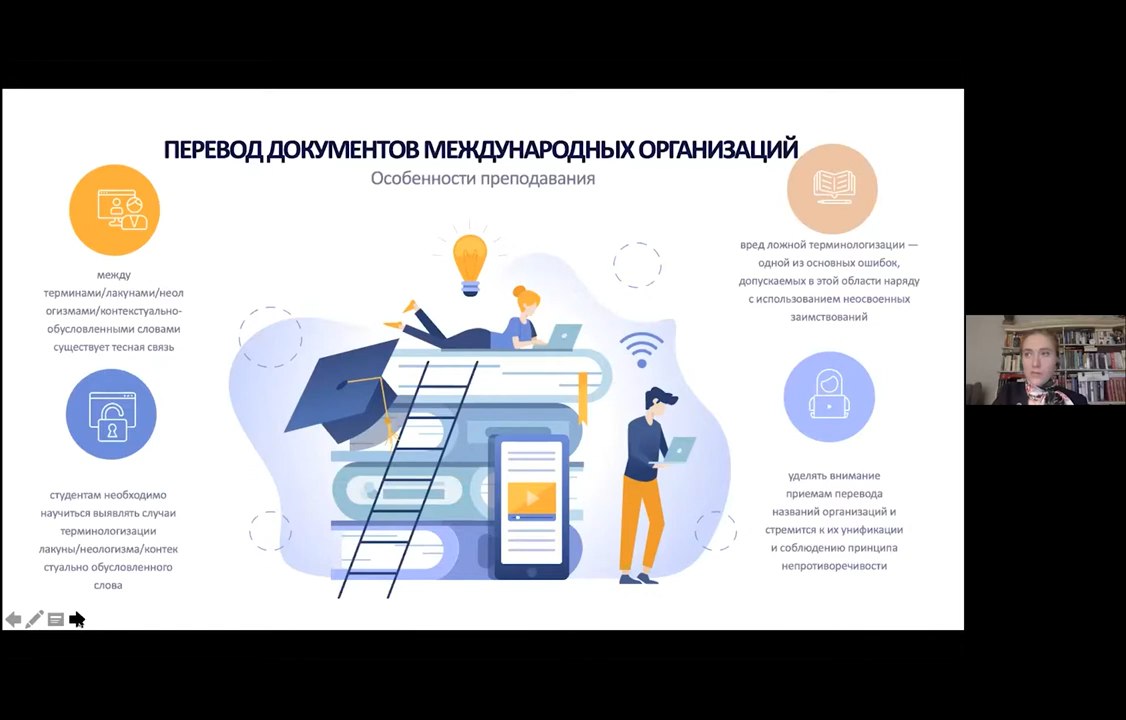 ПЕРЕВОД ДОКУМЕНТОВ МЕЖДУНАРОДНЫХ ОРГАНИЗАЦИЙ
Особенности преподавания
между
терминами/лакунами/неол
огизмами/контекстуально-
обусловленными словами
существует тесная связь
студентам необходимо
научиться выявлять случаи
терминологизации
лакуны/неологизма/контек
стуально обусловленного
слова
вред ложной терминологизации —
одной из основных ошибок,
допускаемых в этой области наряду
с использованием неосвоенных
заимствований
уделять внимание
приемам перевода
названий организаций и
стремится к их унификации
и соблюдению принципа
непротиворечивости